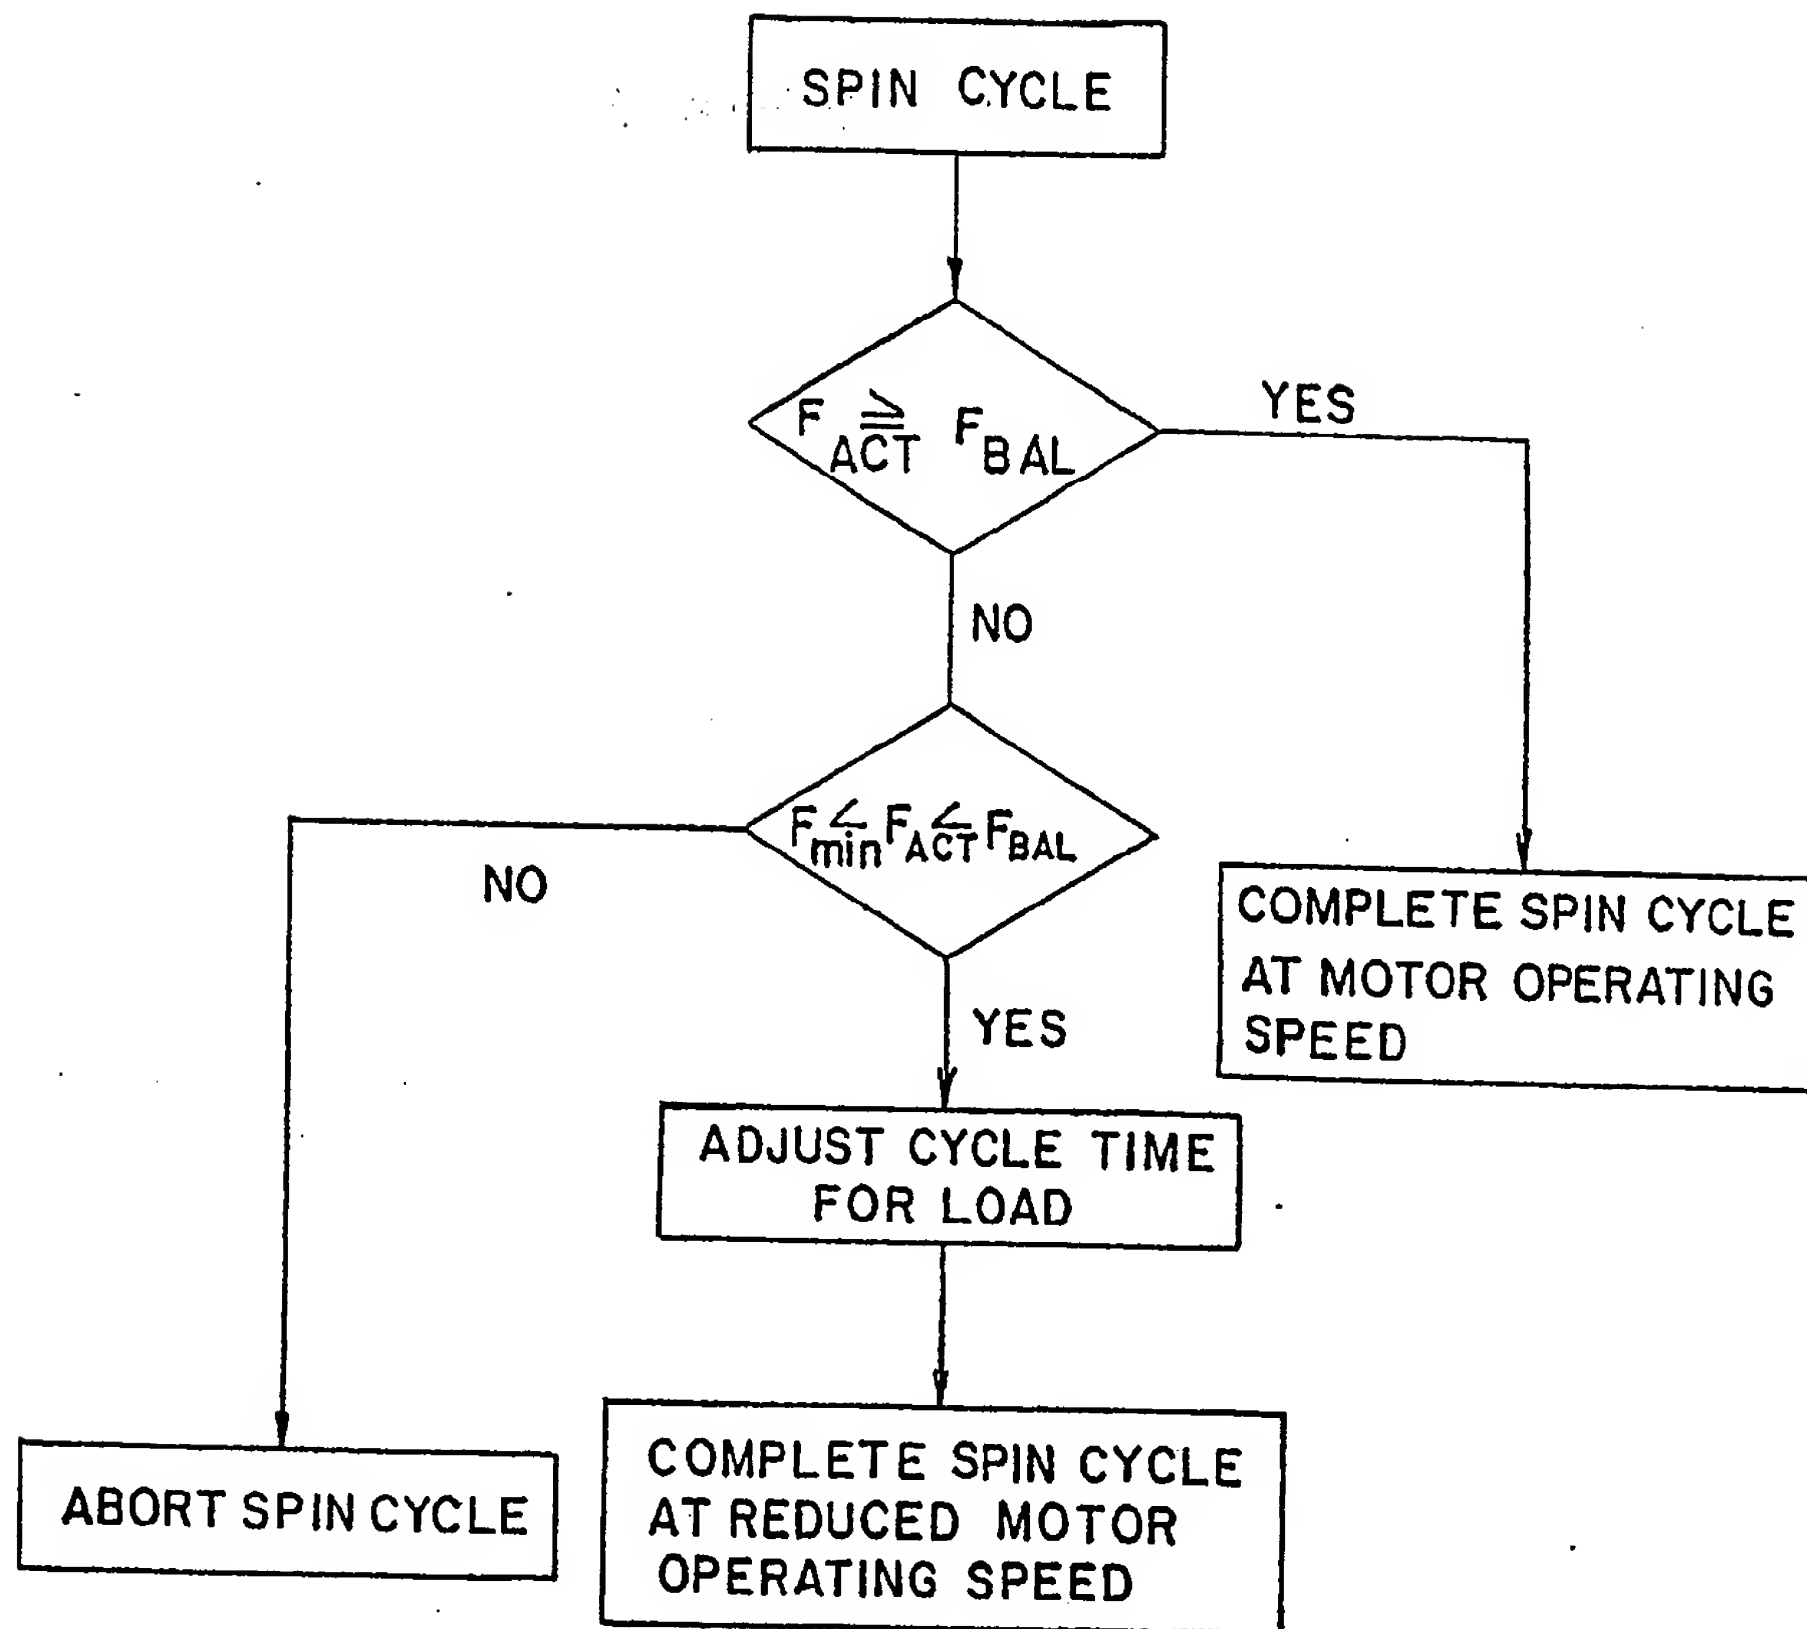 SPIN CYCLE
F ACT ≧ F BAL
YES
NO
F min < F ACT < F BAL
NO
YES
COMPLETE SPIN CYCLE
AT MOTOR OPERATING
SPEED
ADJUST CYCLE TIME
FOR LOAD
ABORT SPIN CYCLE
COMPLETE SPIN CYCLE
AT REDUCED MOTOR
OPERATING SPEED